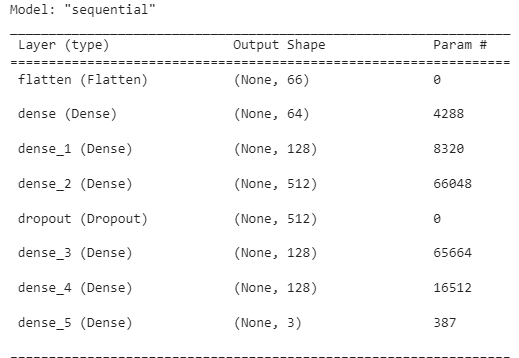 Model: "sequential"
_________________________________________________________________
Layer (type) Output Shape Param #
=================================================================
flatten (Flatten) (None, 66) 0
dense (Dense) (None, 64) 4288
dense_1 (Dense) (None, 128) 8320
dense_2 (Dense) (None, 512) 66048
dropout (Dropout) (None, 512) 0
dense_3 (Dense) (None, 128) 65664
dense_4 (Dense) (None, 128) 16512
dense_5 (Dense) (None, 3) 387
=================================================================